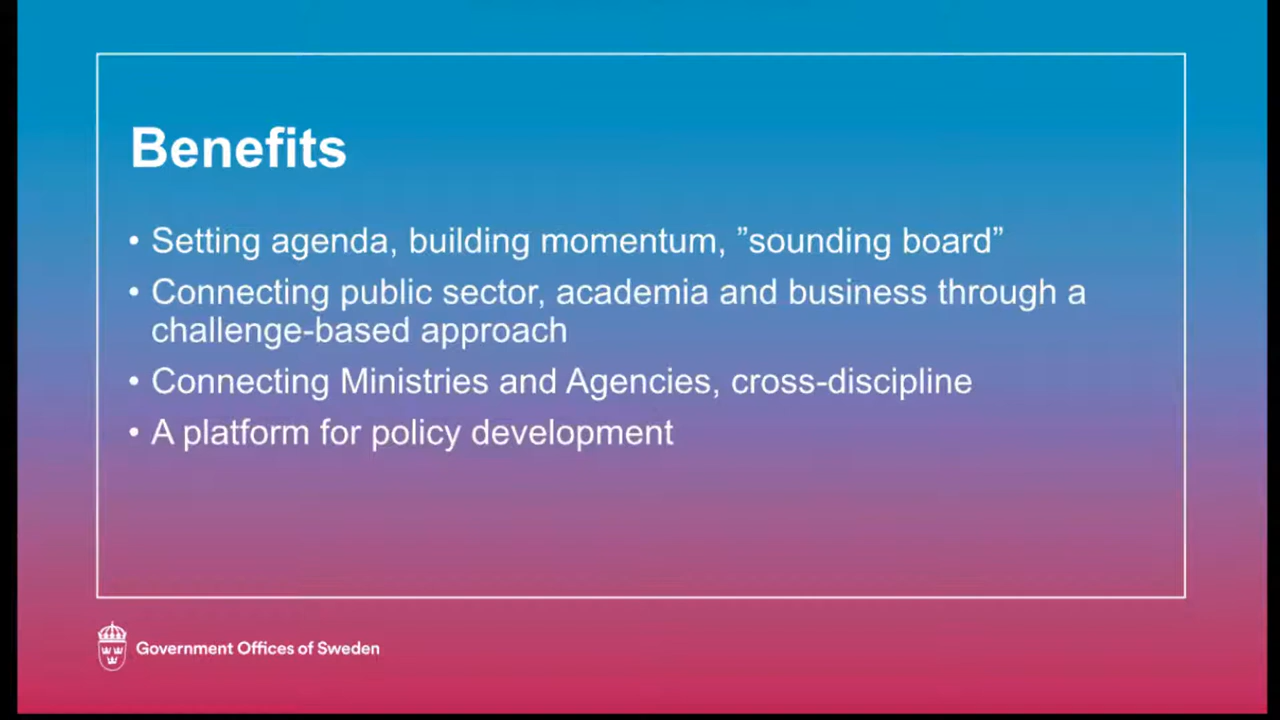 Benefits
• Setting agenda, building momentum, ”sounding board”
• Connecting public sector, academia and business through a
challenge-based approach
• Connecting Ministries and Agencies, cross-discipline
• A platform for policy development
Government Offices of Sweden